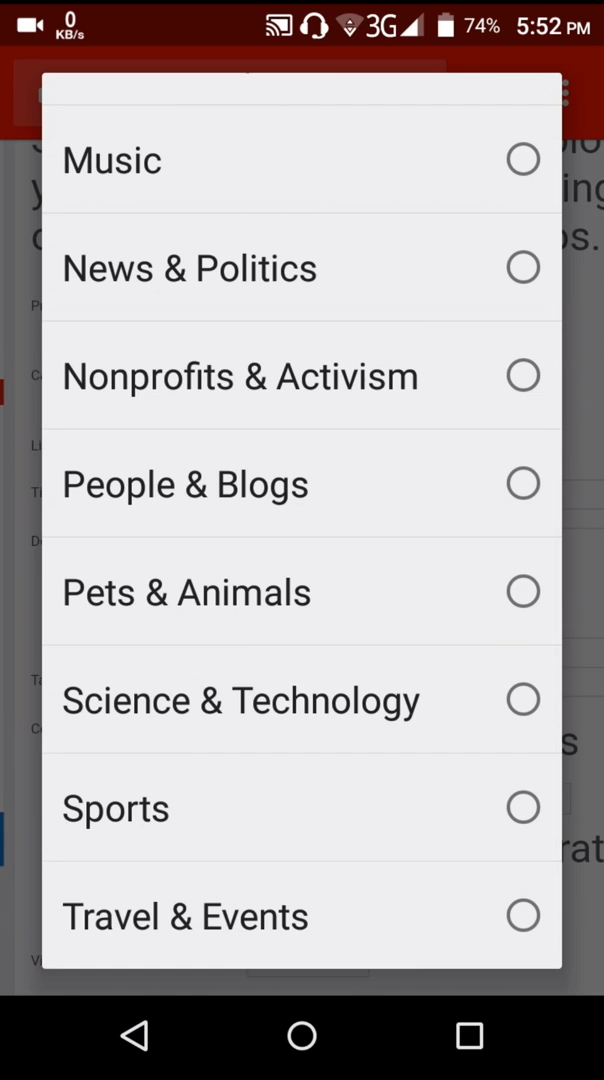 0
KB/s
3G
74%
5:52 PM
Music
News & Politics
Nonprofits & Activism
People & Blogs
Pets & Animals
Science & Technology
Sports
Travel & Events